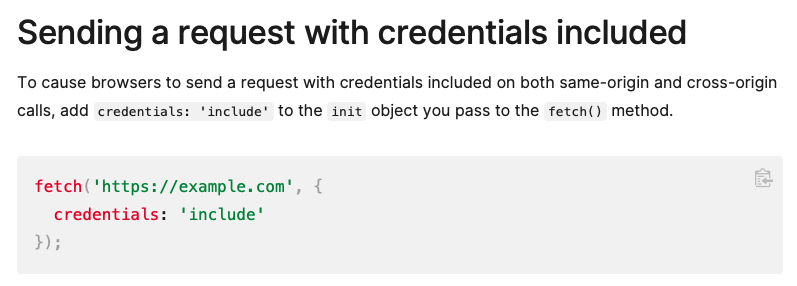 Sending a request with credentials included
To cause browsers to send a request with credentials included on both same-origin and cross-origin
calls, add credentials: 'include' to the init object you pass to the fetch() method.
fetch('https://example.com', {
  credentials: 'include'
});